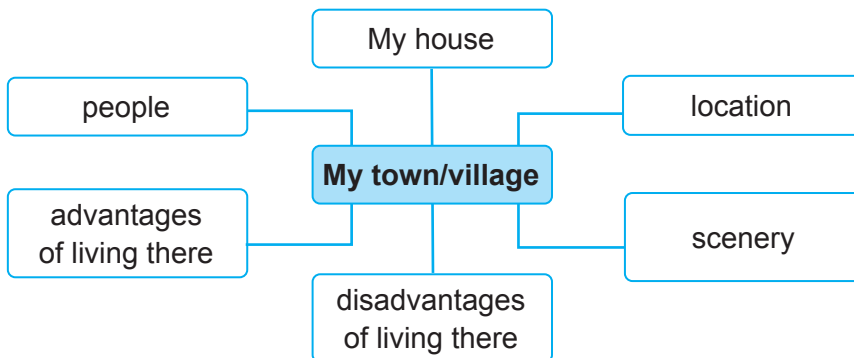 My house
people
location
My town/village
advantages
of living there
scenery
disadvantages
of living there